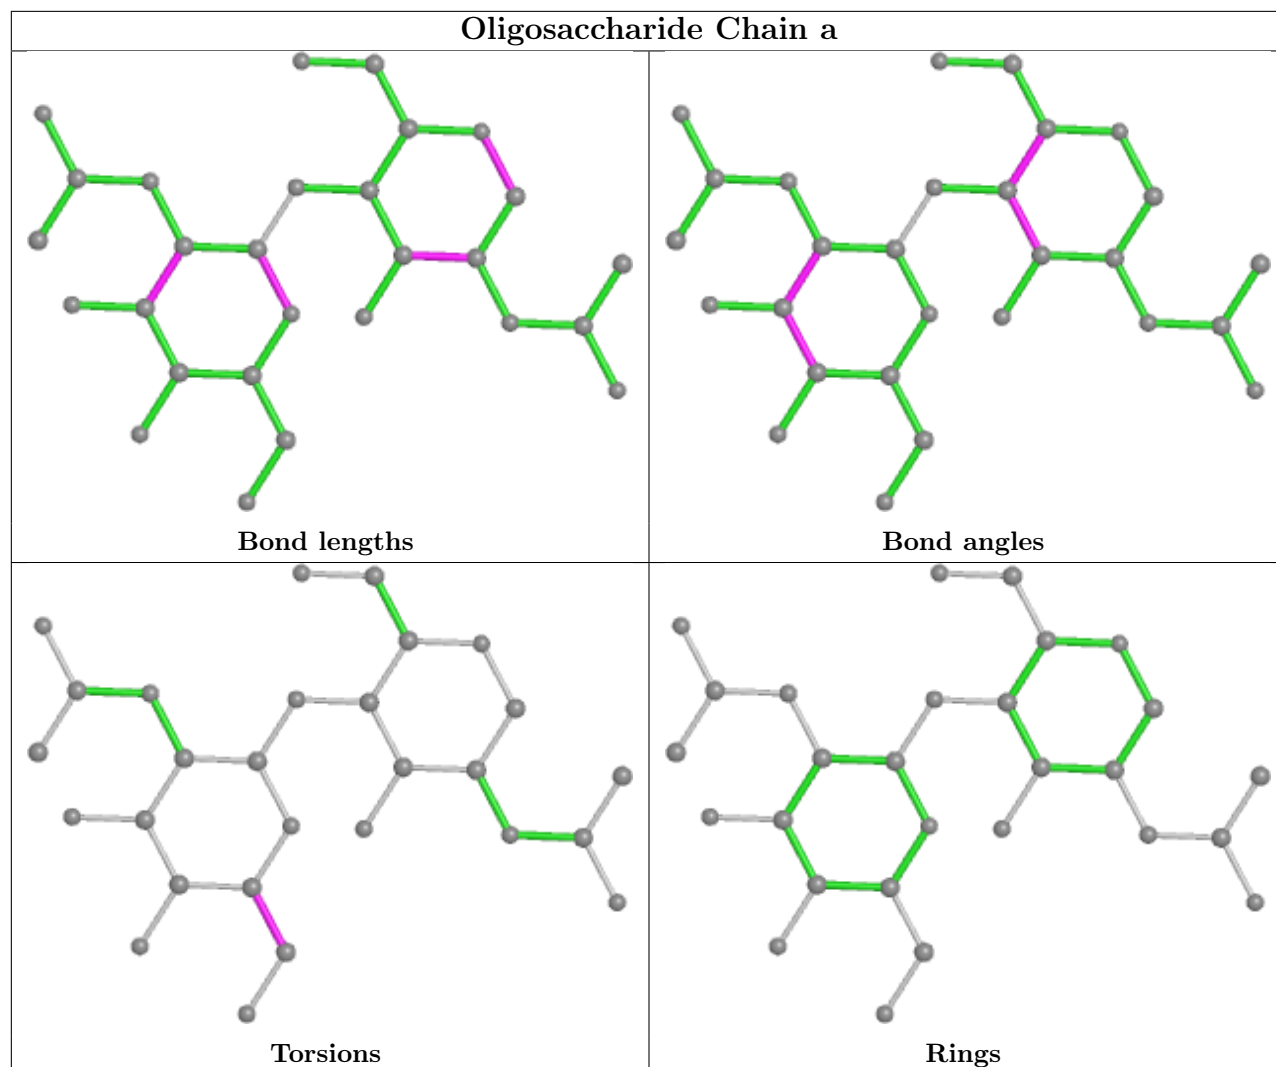 Oligosaccharide Chain a
Bond lengths
Bond angles
Torsions
Rings